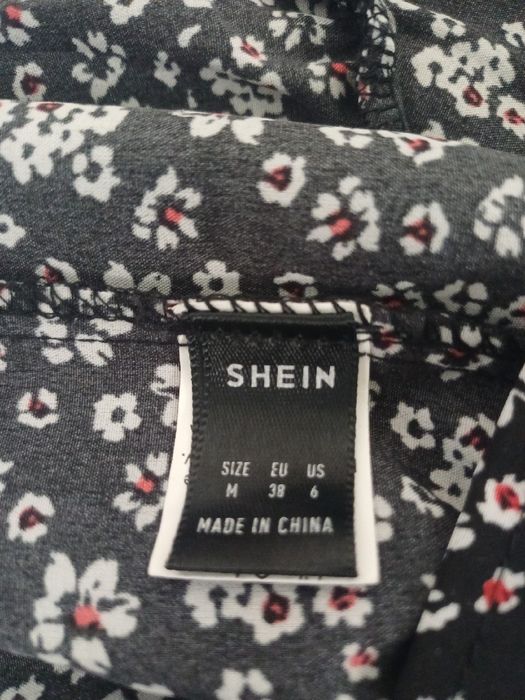 SHEIN
SIZE EU US
M 38 6
MADE IN CHINA